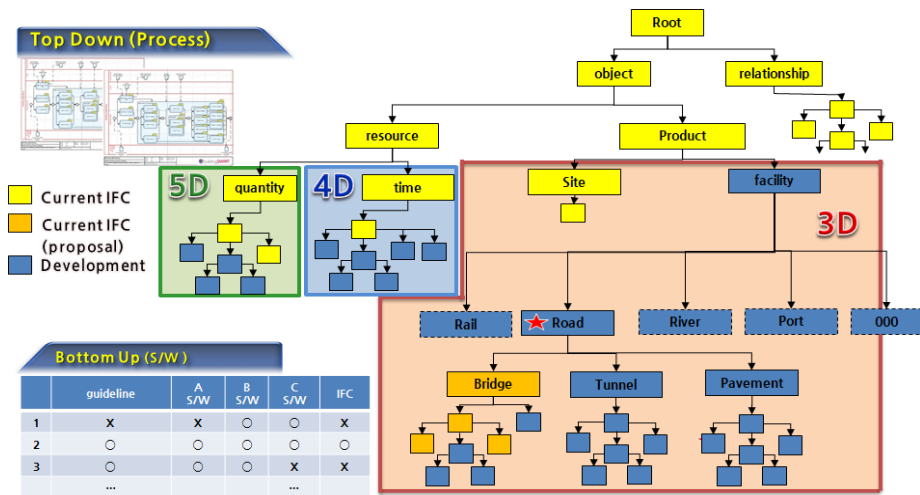 Top Down (Process)
Root
object
relationship
resource
Product
5D
quantity
4D
time
Site
facility
3D
Current IFC
Current IFC
(proposal)
Development
Rail
Road
River
Port
000
Bridge
Tunnel
Pavement
Bottom Up (S/W)
guideline
A
S/W
B
S/W
C
S/W
IFC
1 X X ○ ○ X
2 ○ ○ ○ ○ ○
3 ○ ○ ○ X X
... ...